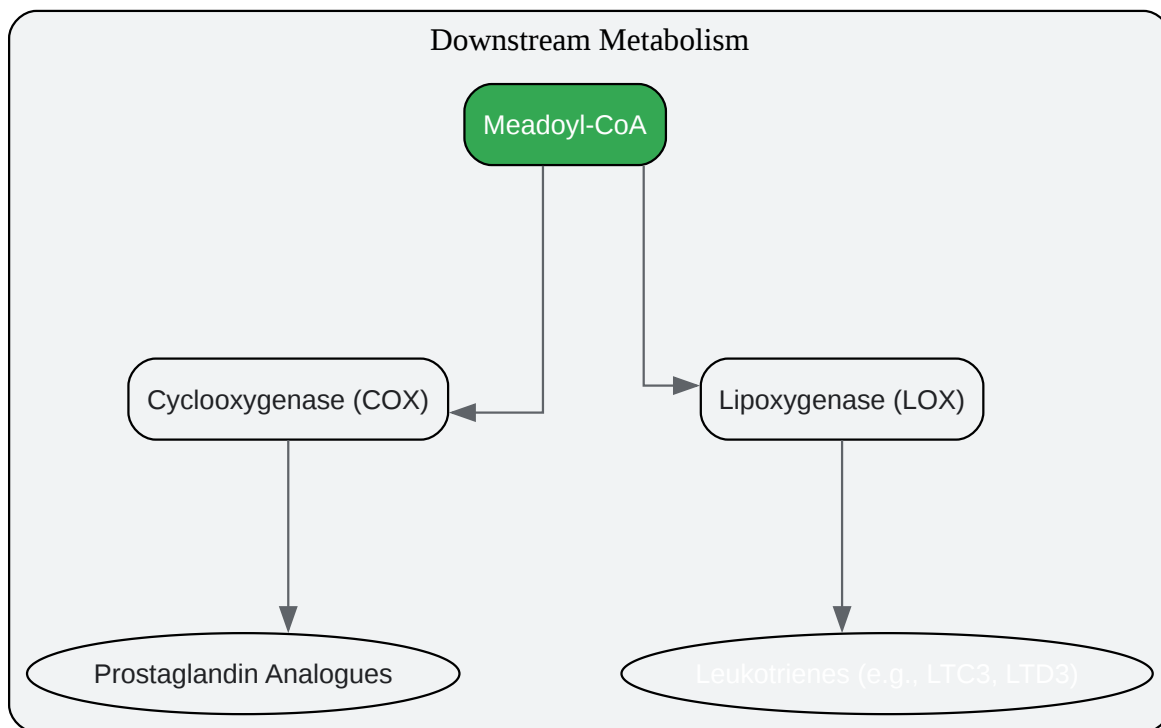 Downstream Metabolism
Meadoyl-CoA
Cyclooxygenase (COX)
Lipoxygenase (LOX)
Prostaglandin Analogues
Leukotrienes (e.g., LTC3, LTD3)